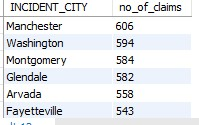 INCIDENT_CITY no_of_claims
Manchester 606
Washington 594
Montgomery 584
Glendale 582
Arvada 558
Fayetteville 543